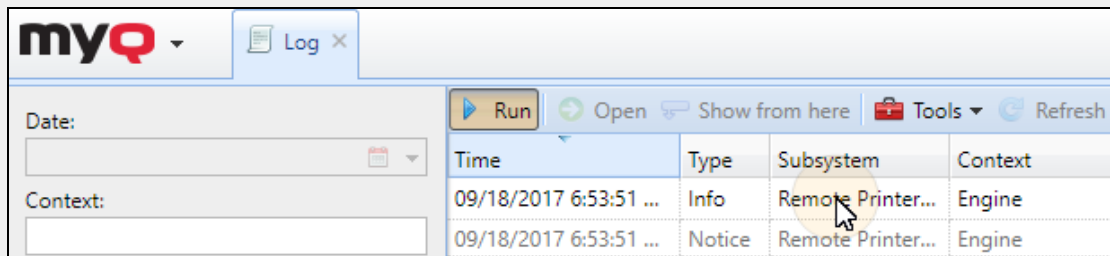 myQ
Log
Date:
Context:
Run Open Show from here Tools Refresh
Time Type Subsystem Context
09/18/2017 6:53:51 ... Info Remote Printer... Engine
09/18/2017 6:53:51 ... Notice Remote Printer... Engine